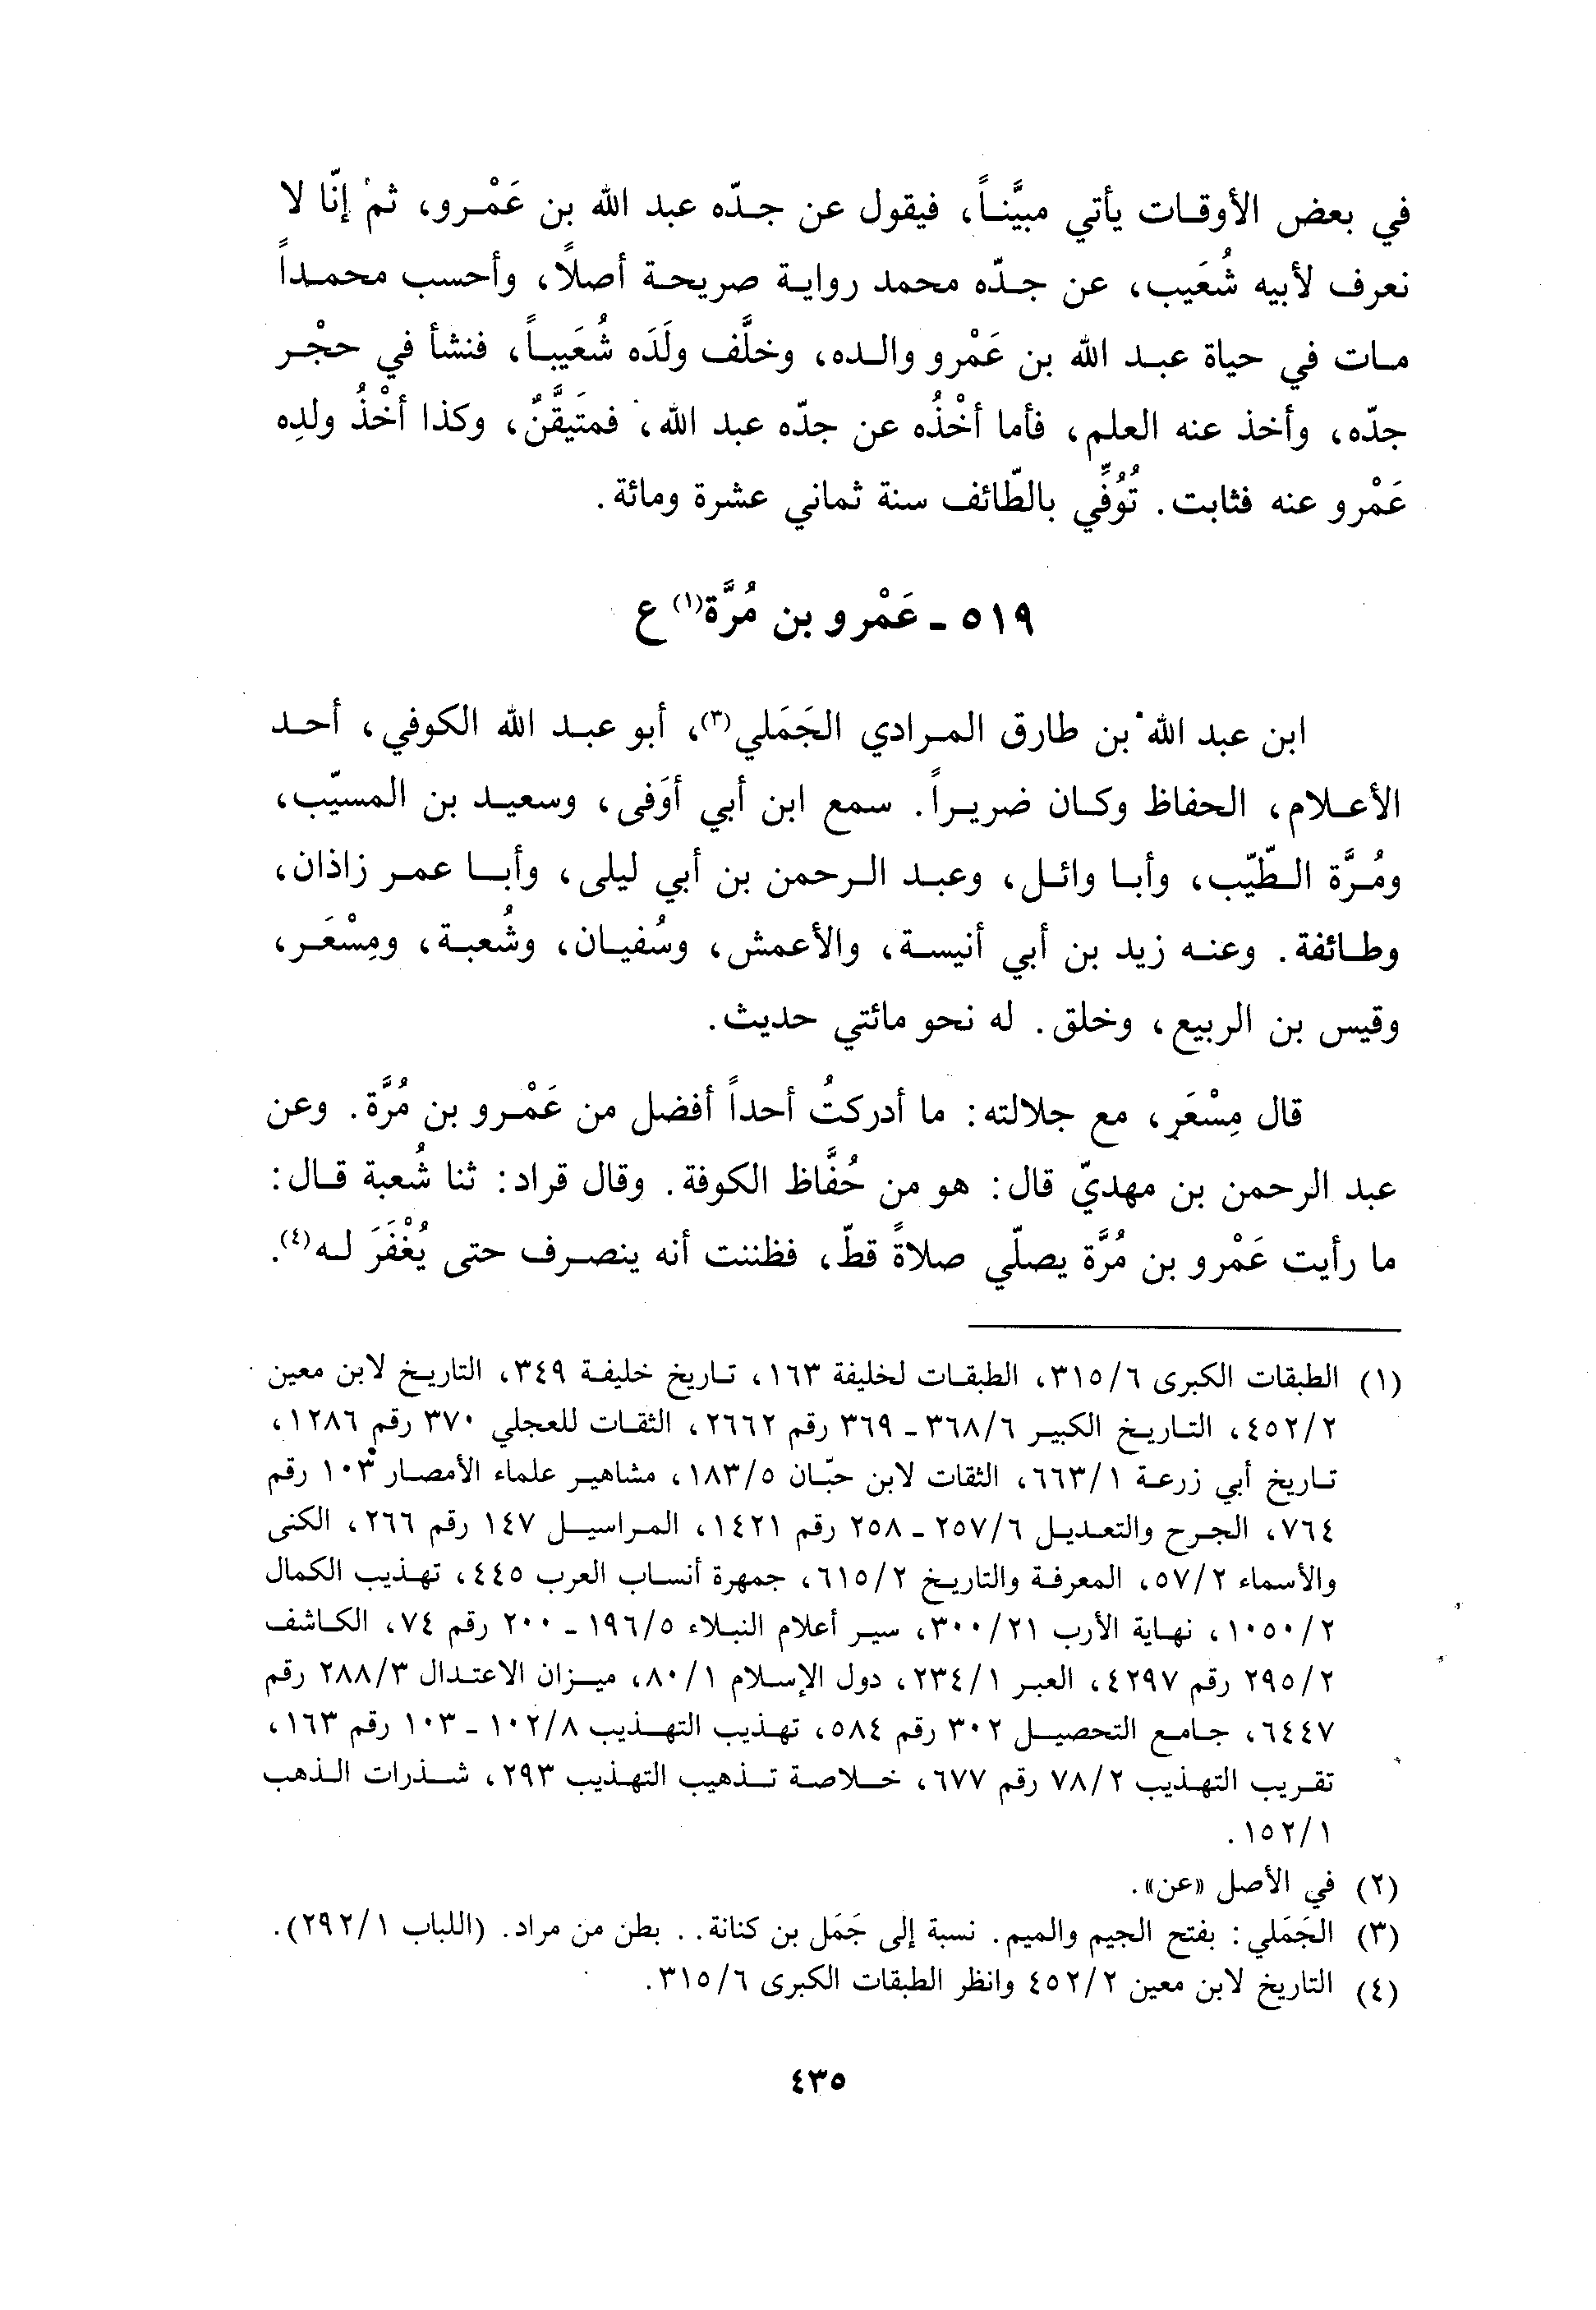 في بعض الأوقات يأتي مبيَّناً، فيقول عن جدّه عبد الله بن عَمْرو، ثم إنّا لا
نعرف لأبيه شُعَيب، عن جدّه محمد رواية صريحة أصلاً، وأحسب محمداً
مات في حياة عبد الله بن عَمْرو والده، وخلَّف ولَدَه شُعَيباً، فنشأ في حجْر
جدّه، وأخذ عنه العلم، فأما أخْذُه عن جدّه عبد الله، فمتَيقَّنٌ، وكذا أخْذُ ولدِه
عَمْرو عنه فثابت. تُوُفِّي بالطّائف سنة ثماني عشرة ومائة.
٥١٩ - عَمْرو بن مُرَّة(١) ع
ابن عبد الله بن طارق المرادي الجَمَلي(٣)، أبو عبد الله الكوفي، أحد
الأعلام، الحفاظ وكان ضريراً. سمع ابن أبي أوَفى، وسعيد بن المسيّب،
ومُرَّة الطّيّب، وأبا وائل، وعبد الرحمن بن أبي ليلى، وأبا عمر زاذان،
وطائفة. وعنه زيد بن أبي أنيسة، والأعمش، وسُفيان، وشُعبة، ومِسْعَر،
وقيس بن الربيع، وخلق. له نحو مائتي حديث.
قال مِسْعَر، مع جلالته: ما أدركتُ أحداً أفضل من عَمْرو بن مُرَّة. وعن
عبد الرحمن بن مهديّ قال: هو من حُفَّاظ الكوفة. وقال قراد: ثنا شُعبة قال:
ما رأيت عَمْرو بن مُرَّة يصلّي صلاةً قطّ، فظننت أنه ينصرف حتى يُغْفَرَ له(٤).
(١) الطبقات الكبرى ٣١٥/٦، الطبقات لخليفة ١٦٣، تاريخ خليفة ٣٤٩، التاريخ لابن معين
٤٥٢/٢، التاريخ الكبير ٣٦٨/٦ - ٣٦٩ رقم ٢٦٦٢، الثقات للعجلي ٣٧٠ رقم ١٢٨٦،
تاريخ أبي زرعة ٦٦٣/١، الثقات لابن حبّان ١٨٣/٥، مشاهير علماء الأمصار ١٠٣ رقم
٧٦٤، الجرح والتعديل ٢٥٧/٦ - ٢٥٨ رقم ١٤٢١، المراسيل ١٤٧ رقم ٢٦٦، الكنى
والأسماء ٥٧/٢، المعرفة والتاريخ ٦١٥/٢، جمهرة أنساب العرب ٤٤٥، تهذيب الكمال
١٠٥٠/٢، نهاية الأرب ٣٠٠/٢١، سير أعلام النبلاء ١٩٦/٥ - ٢٠٠ رقم ٧٤، الكاشف
٢٩٥/٢ رقم ٤٢٩٧، العبر ٢٣٤/١، دول الإسلام ٨٠/١، ميزان الاعتدال ٢٨٨/٣ رقم
٦٤٤٧، جامع التحصيل ٣٠٢ رقم ٥٨٤، تهذيب التهذيب ١٠٢/٨ - ١٠٣ رقم ١٦٣،
تقريب التهذيب ٧٨/٢ رقم ٦٧٧، خلاصة تذهيب التهذيب ٢٩٣، شذرات الذهب
١٥٢/١.
(٢) في الأصل «عن».
(٣) الجَمَلي: بفتح الجيم والميم. نسبة إلى جَمَل بن كنانة.. بطن من مراد. (اللباب ٢٩٢/١).
(٤) التاريخ لابن معين ٤٥٢/٢ وانظر الطبقات الكبرى ٣١٥/٦.
٤٣٥